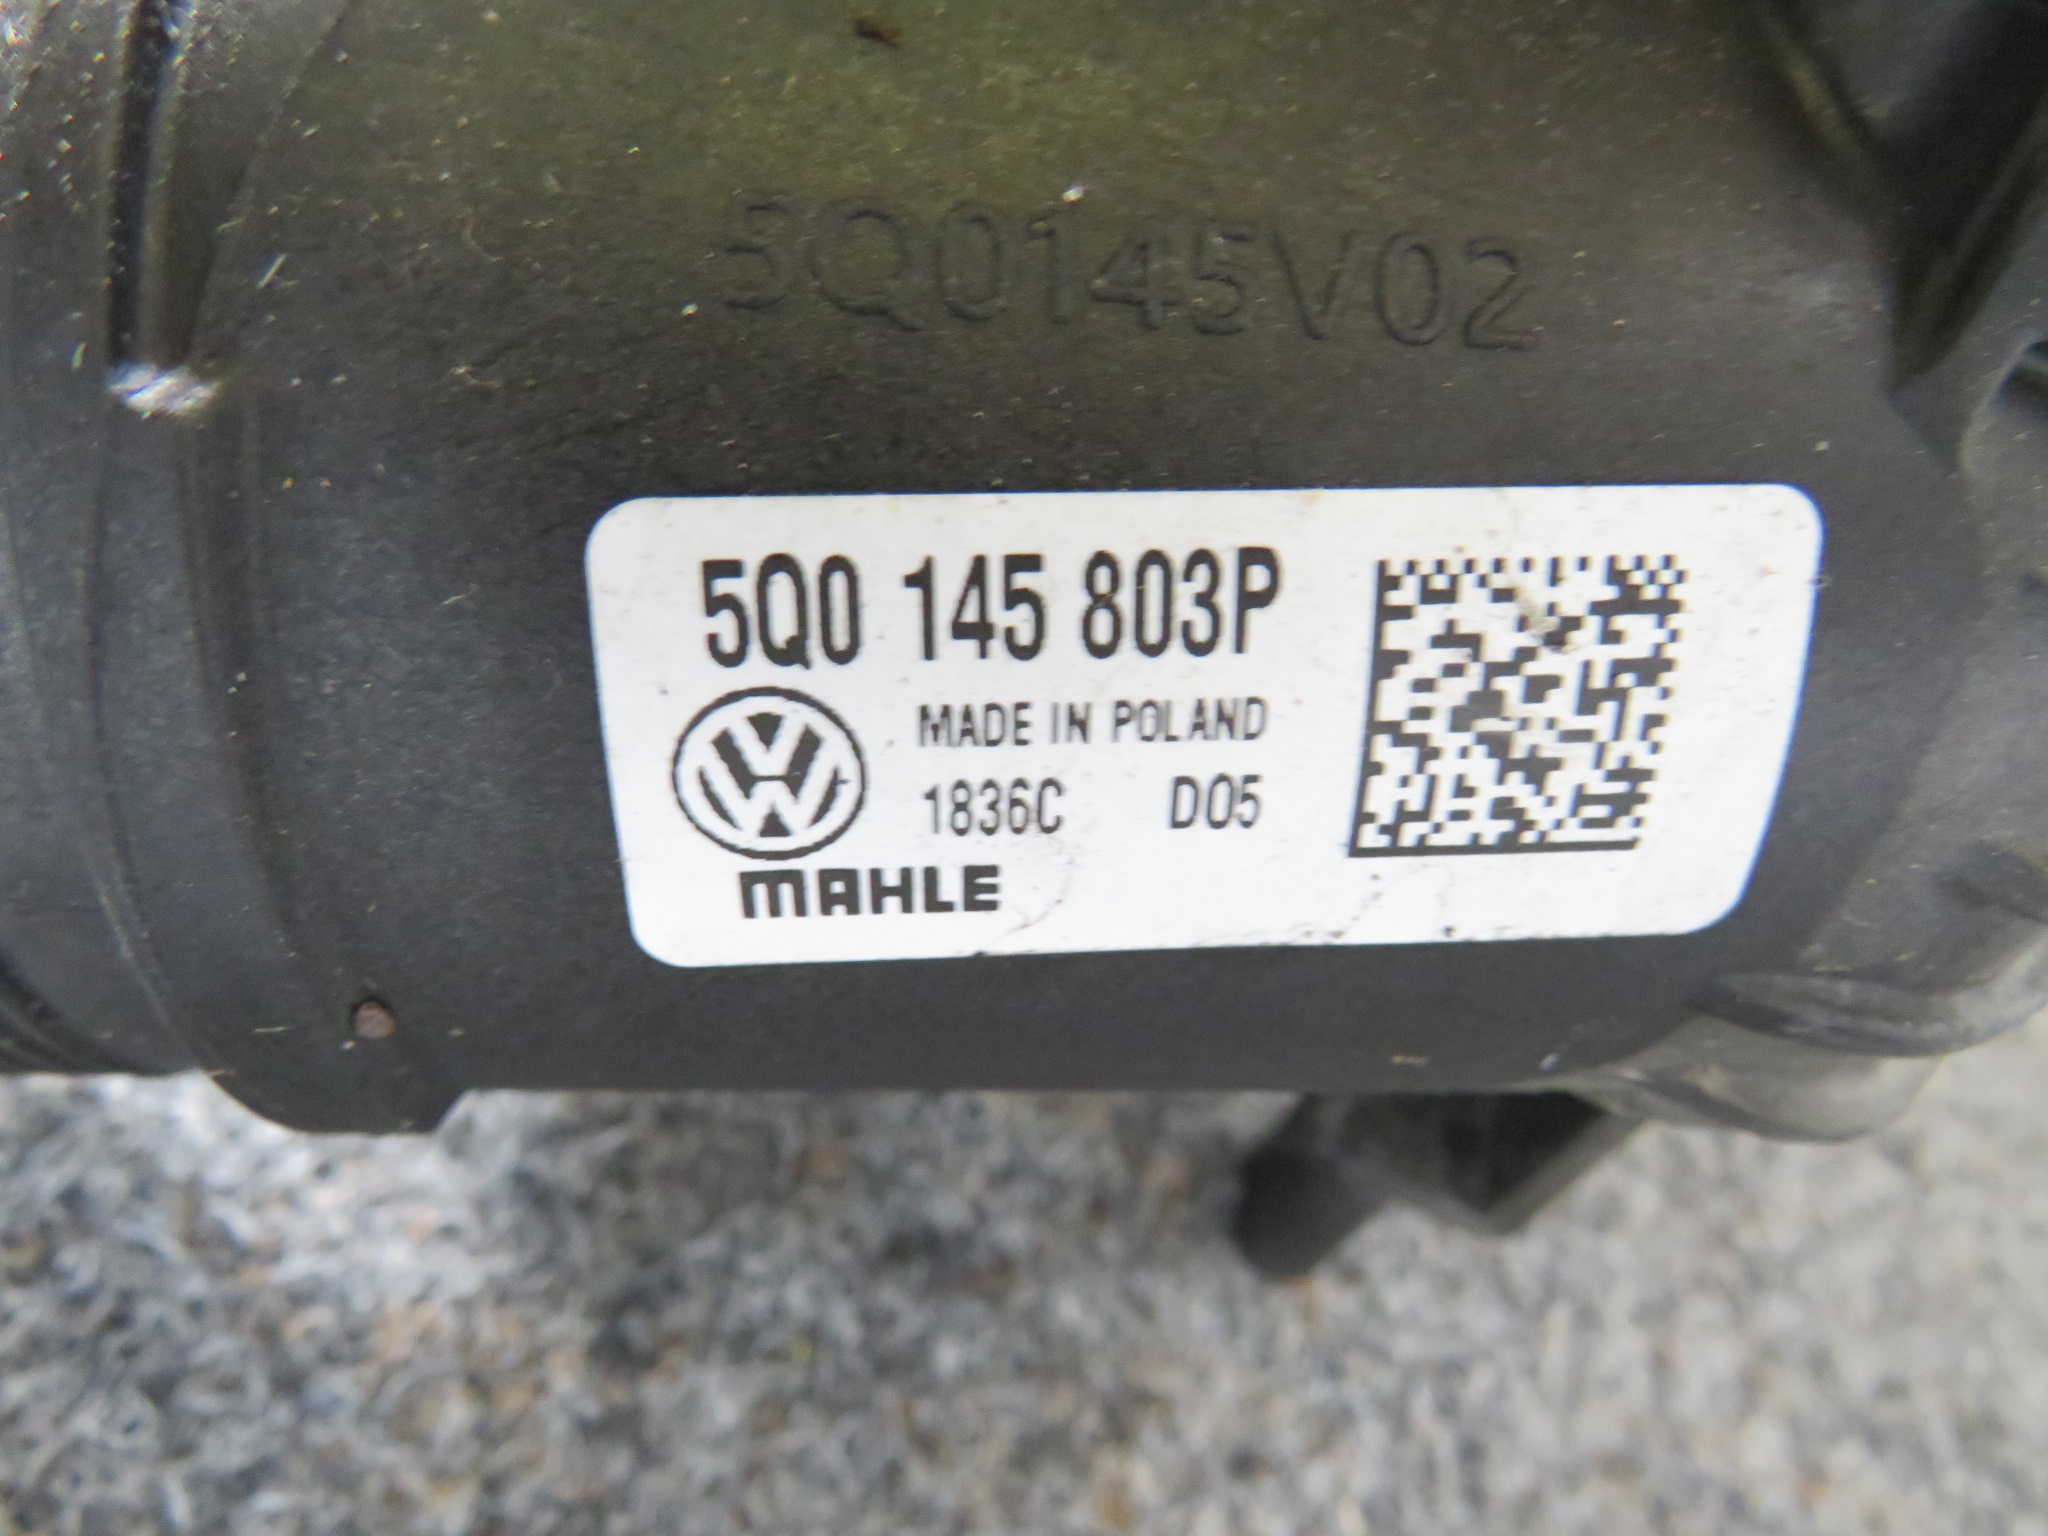 5Q0145V02
5Q0 145 803P
MADE IN POLAND
1836C D05
MAHLE